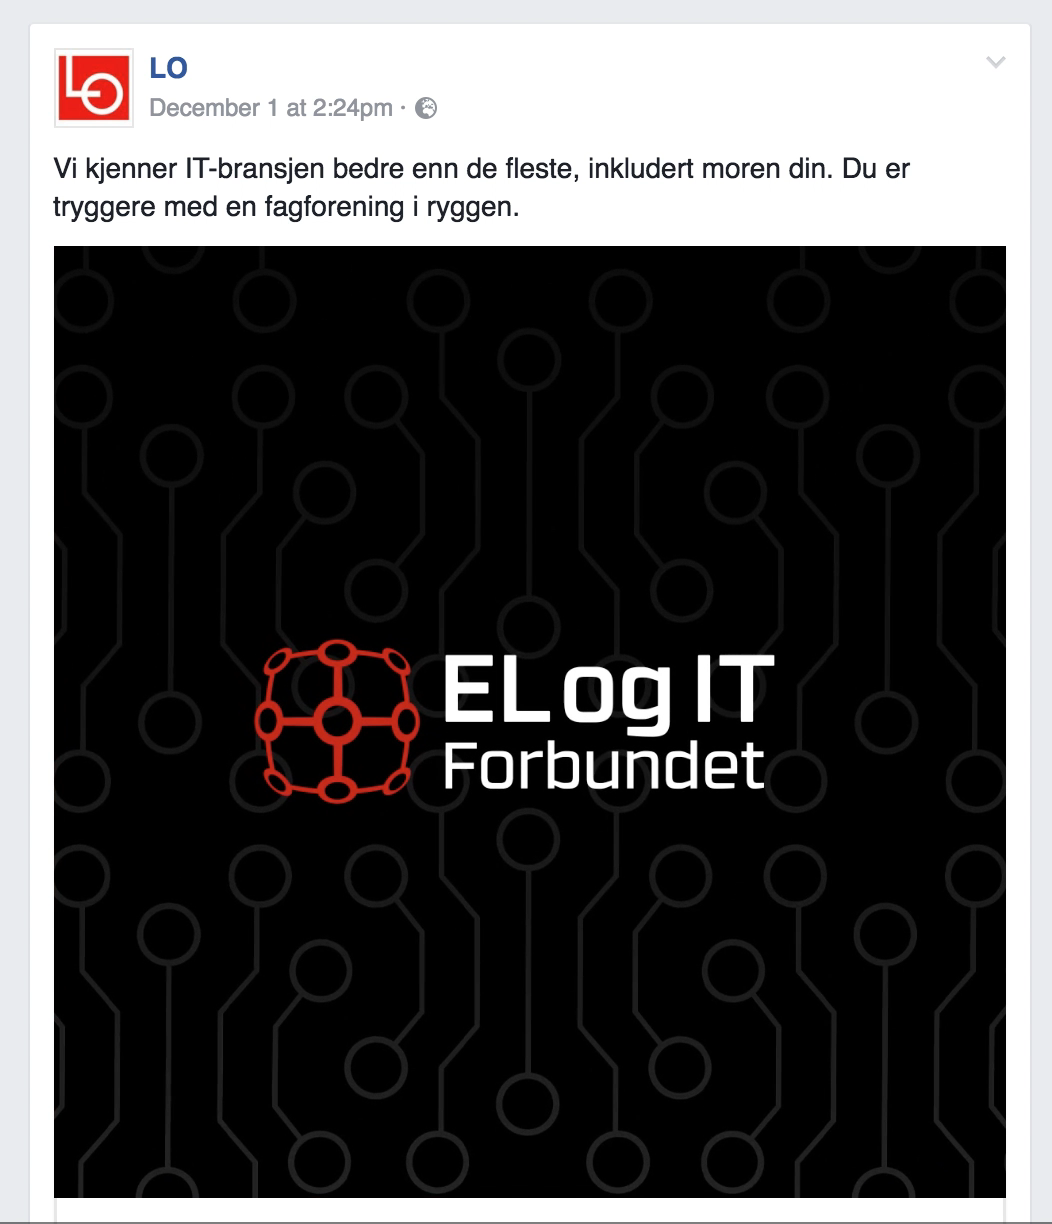 LO
LO
December 1 at 2:24pm ·
Vi kjenner IT-bransjen bedre enn de fleste, inkludert moren din. Du er
tryggere med en fagforening i ryggen.
EL og IT
Forbundet